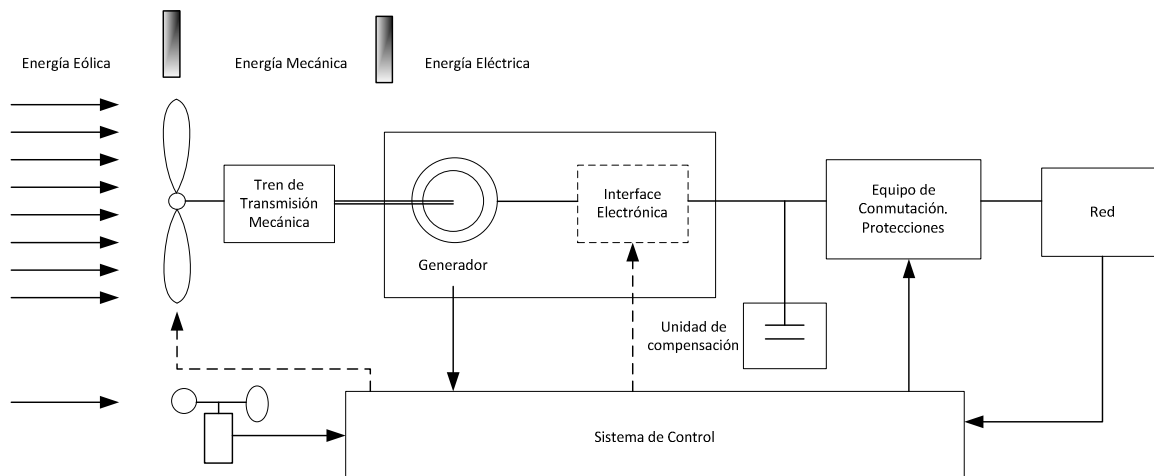 Energía Eólica
Energía Mecánica
Energía Eléctrica
Tren de
Transmisión
Mecánica
Generador
Interface
Electrónica
Equipo de
Conmutación.
Protecciones
Red
Unidad de
compensación
Sistema de Control